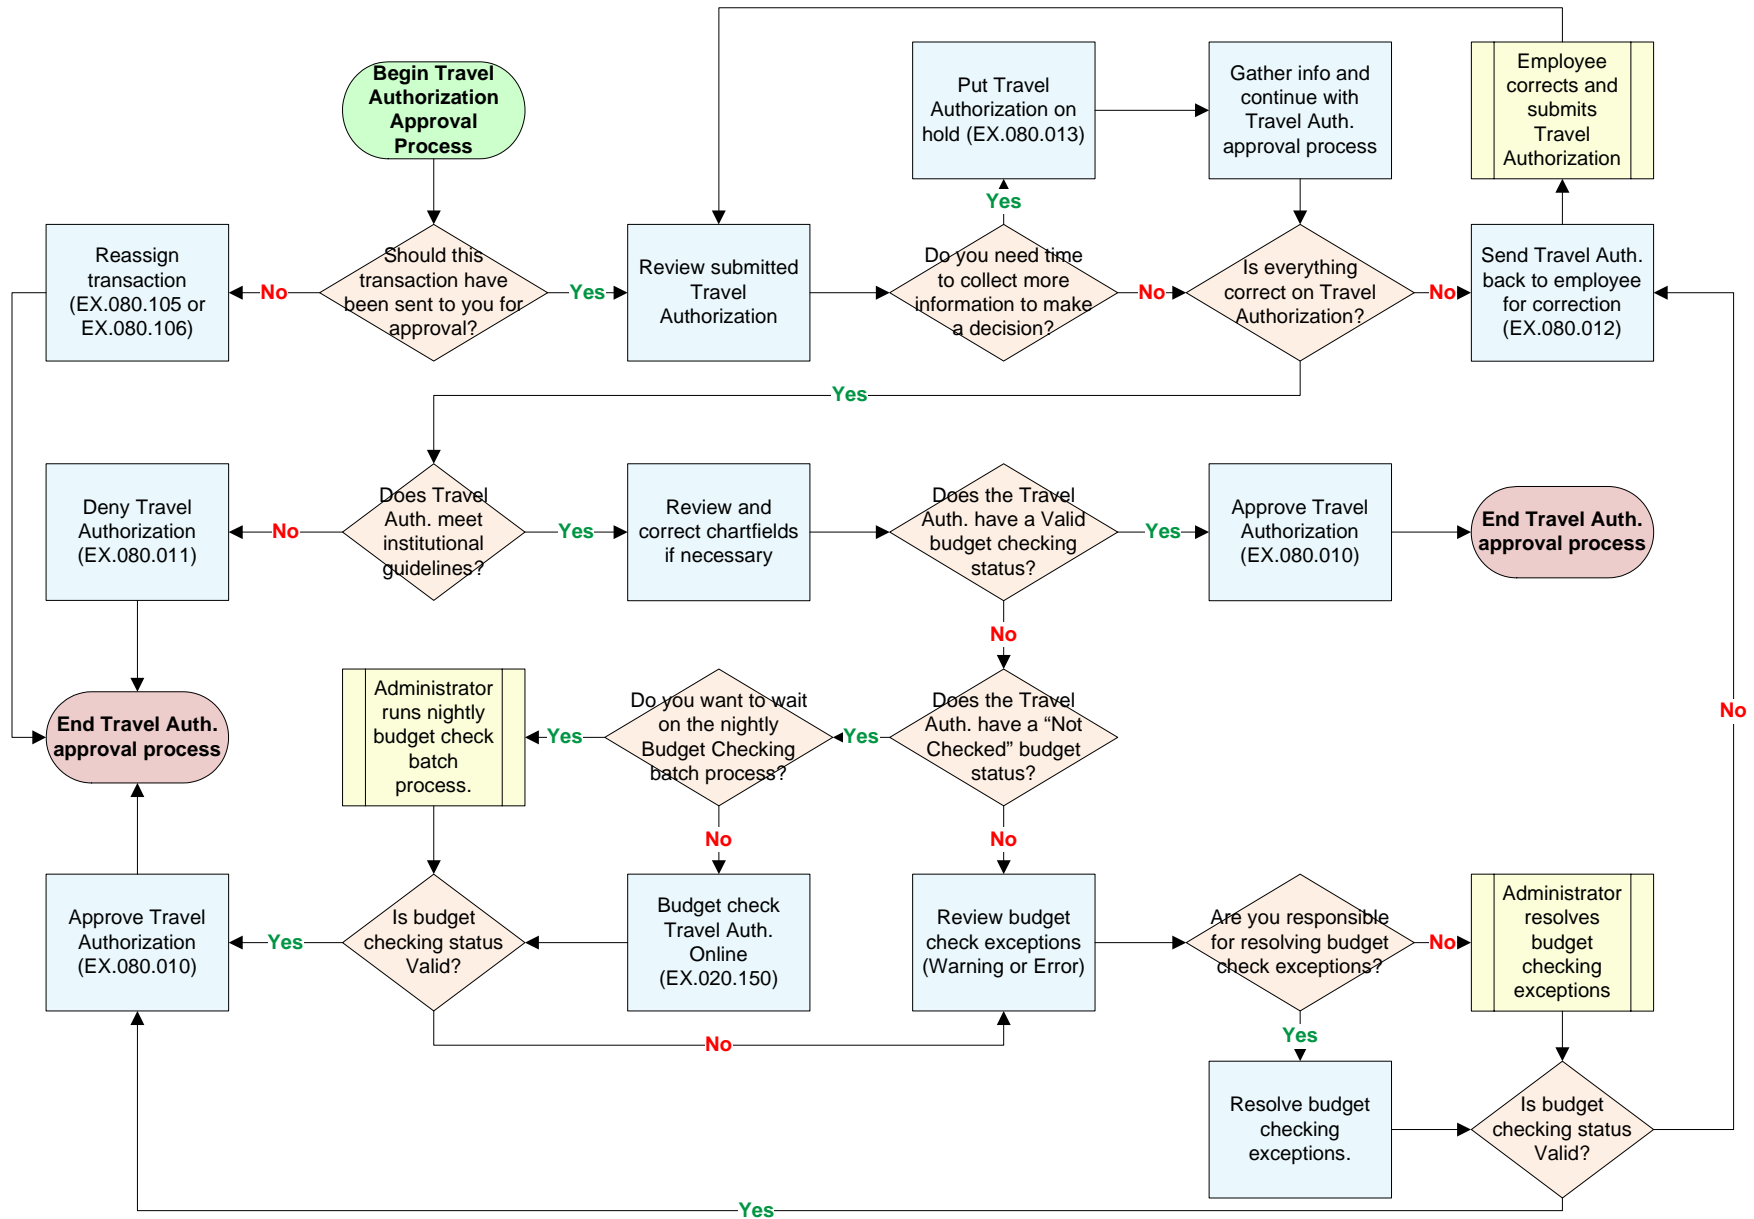 Begin Travel
Authorization
Approval
Process
Put Travel
Authorization on
hold (EX.080.013)
Gather info and
continue with
Travel Auth.
approval process
Employee
corrects and
submits
Travel
Authorization
Yes
Reassign
transaction
(EX.080.105 or
EX.080.106)
No
Should this
transaction have
been sent to you for
approval?
Yes
Review submitted
Travel
Authorization
Do you need time
to collect more
information to make
a decision?
No
Is everything
correct on Travel
Authorization?
No
Send Travel Auth.
back to employee
for correction
(EX.080.012)
Yes
Deny Travel
Authorization
(EX.080.011)
No
Does Travel
Auth. meet
institutional
guidelines?
Yes
Review and
correct chartfields
if necessary
Does the Travel
Auth. have a Valid
budget checking
status?
Yes
Approve Travel
Authorization
(EX.080.010)
End Travel Auth.
approval process
No
End Travel Auth.
approval process
Administrator
runs nightly
budget check
batch
process.
Yes
Do you want to wait
on the nightly
Budget Checking
batch process?
Yes
Does the Travel
Auth. have a “Not
Checked” budget
status?
No
No
No
Approve Travel
Authorization
(EX.080.010)
Yes
Is budget
checking status
Valid?
Budget check
Travel Auth.
Online
(EX.020.150)
Review budget
check exceptions
(Warning or Error)
Are you responsible
for resolving budget
check exceptions?
No
Administrator
resolves
budget
checking
exceptions
No
Yes
Resolve budget
checking
exceptions.
Is budget
checking status
Valid?
Yes